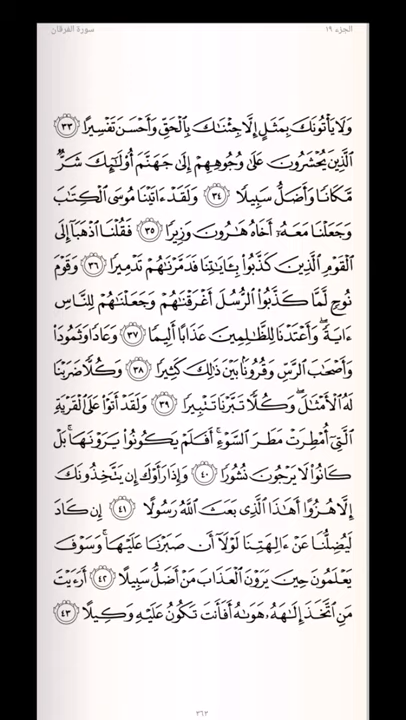 الجزء ١٩
سورة الفرقان
وَلَا يَأْتُونَكَ بِمَثَلٍ إِلَّا جِئْنَٰكَ بِٱلْحَقِّ وَأَحْسَنَ تَفْسِيرًا ٣٣
ٱلَّذِينَ يُحْشَرُونَ عَلَىٰ وُجُوهِهِمْ إِلَىٰ جَهَنَّمَ أُو۟لَٰٓئِكَ شَرٌّ
مَّكَانًا وَأَضَلُّ سَبِيلًا ٣٤ وَلَقَدْ ءَاتَيْنَا مُوسَى ٱلْكِتَٰبَ
وَجَعَلْنَا مَعَهُۥٓ أَخَاهُ هَٰرُونَ وَزِيرًا ٣٥ فَقُلْنَا ٱذْهَبَآ إِلَى
ٱلْقَوْمِ ٱلَّذِينَ كَذَّبُوا۟ بِـَٔايَٰتِنَا فَدَمَّرْنَٰهُمْ تَدْمِيرًا ٣٦ وَقَوْمَ
نُوحٍ لَّمَّا كَذَّبُوا۟ ٱلرُّسُلَ أَغْرَقْنَٰهُمْ وَجَعَلْنَٰهُمْ لِلنَّاسِ
ءَايَةً ۖ وَأَعْتَدْنَا لِلظَّٰلِمِينَ عَذَابًا أَلِيمًا ٣٧ وَعَادًا وَثَمُودَا۟
وَأَصْحَٰبَ ٱلرَّسِّ وَقُرُونًۢا بَيْنَ ذَٰلِكَ كَثِيرًا ٣٨ وَكُلًّا ضَرَبْنَا
لَهُ ٱلْأَمْثَٰلَ ۖ وَكُلًّا تَبَّرْنَا تَتْبِيرًا ٣٩ وَلَقَدْ أَتَوْا۟ عَلَى ٱلْقَرْيَةِ
ٱلَّتِىٓ أُمْطِرَتْ مَطَرَ ٱلسَّوْءِ ۚ أَفَلَمْ يَكُونُوا۟ يَرَوْنَهَا ۚ بَلْ
كَانُوا۟ لَا يَرْجُونَ نُشُورًا ٤٠ وَإِذَا رَأَوْكَ إِن يَتَّخِذُونَكَ
إِلَّا هُزُوًا أَهَٰذَا ٱلَّذِى بَعَثَ ٱللَّهُ رَسُولًا ٤١ إِن كَادَ
لَيُضِلُّنَا عَنْ ءَالِهَتِنَا لَوْلَآ أَن صَبَرْنَا عَلَيْهَا ۚ وَسَوْفَ
يَعْلَمُونَ حِينَ يَرَوْنَ ٱلْعَذَابَ مَنْ أَضَلُّ سَبِيلًا ٤٢ أَرَءَيْتَ
مَنِ ٱتَّخَذَ إِلَٰهَهُۥ هَوَىٰهُ أَفَأَنتَ تَكُونُ عَلَيْهِ وَكِيلًا ٤٣
٣٦٣